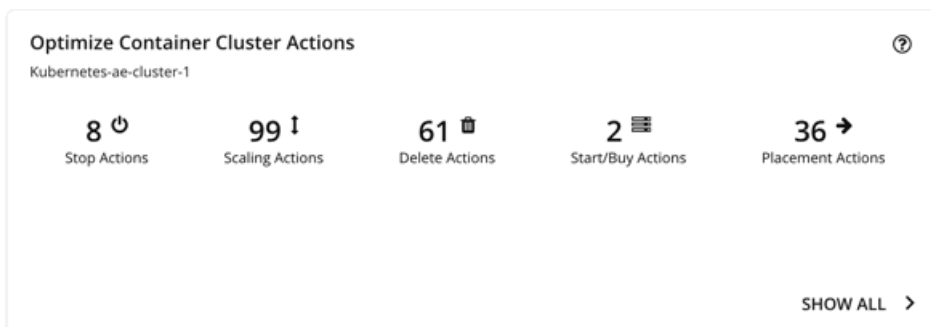 Optimize Container Cluster Actions
Kubernetes-ae-cluster-1
8 99 61 2 36
Stop Actions Scaling Actions Delete Actions Start/Buy Actions Placement Actions
SHOW ALL